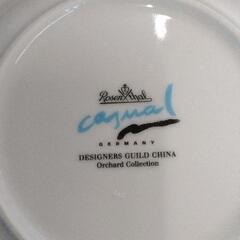 Rosenthal
casual
GERMANY
DESIGNERS GUILD CHINA
Orchard Collection